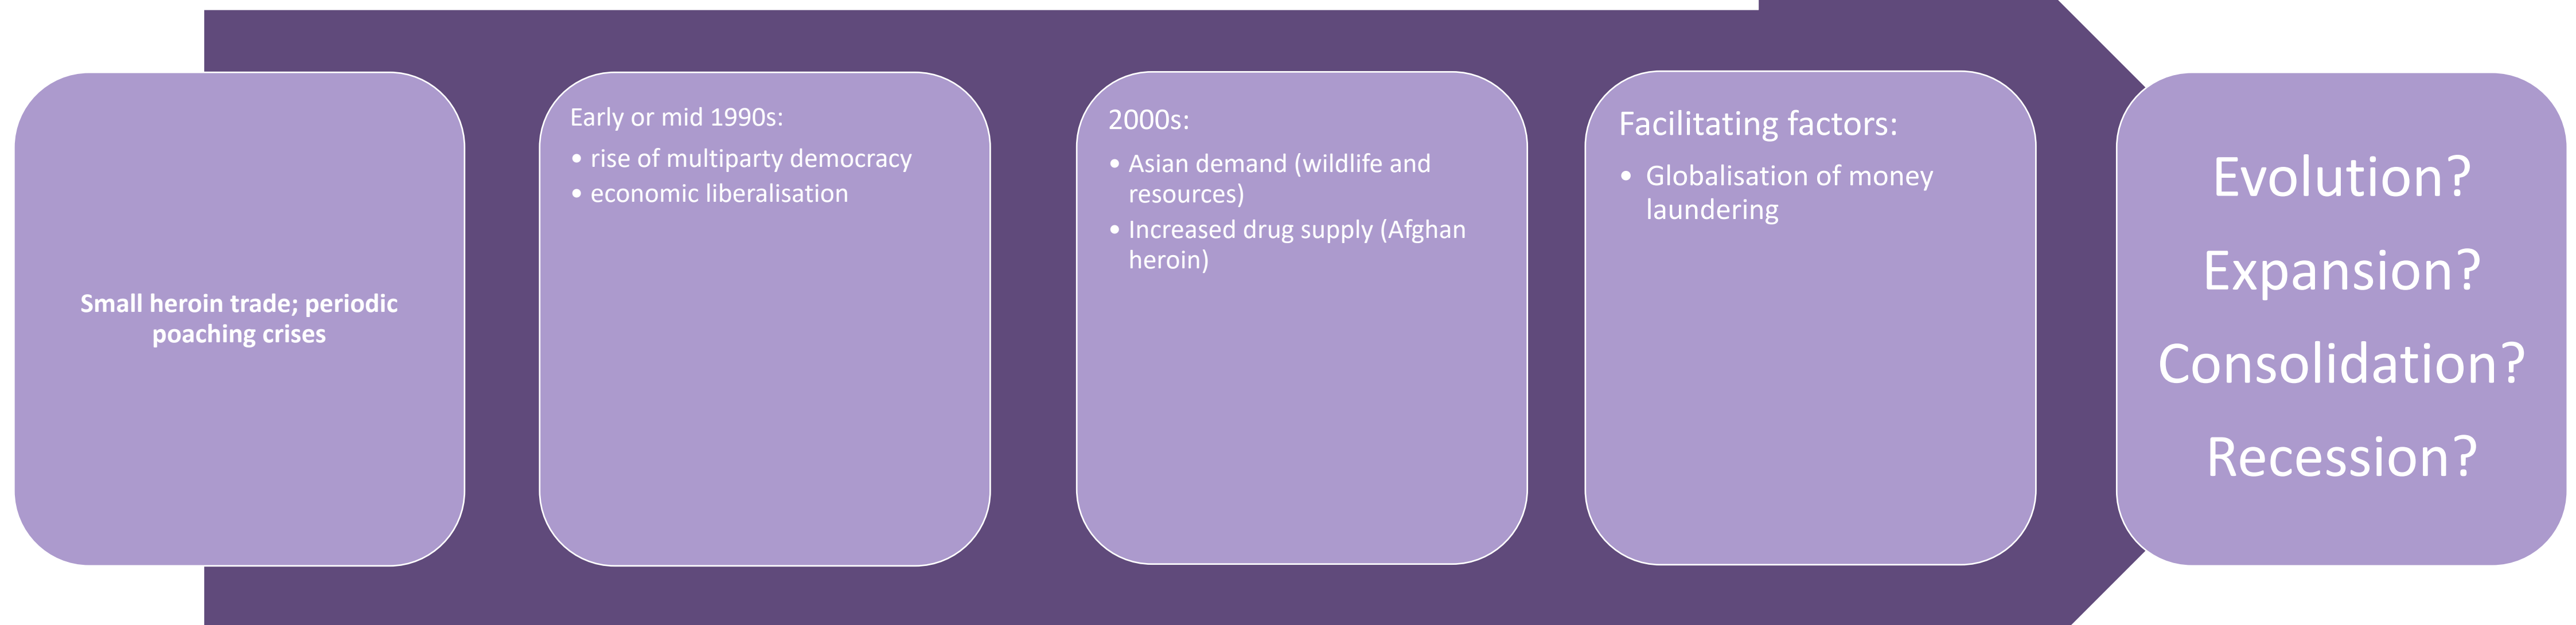 Small heroin trade; periodic
poaching crises
Early or mid 1990s:
• rise of multiparty democracy
• economic liberalisation
2000s:
• Asian demand (wildlife and
resources)
• Increased drug supply (Afghan
heroin)
Facilitating factors:
• Globalisation of money
laundering
Evolution?
Expansion?
Consolidation?
Recession?